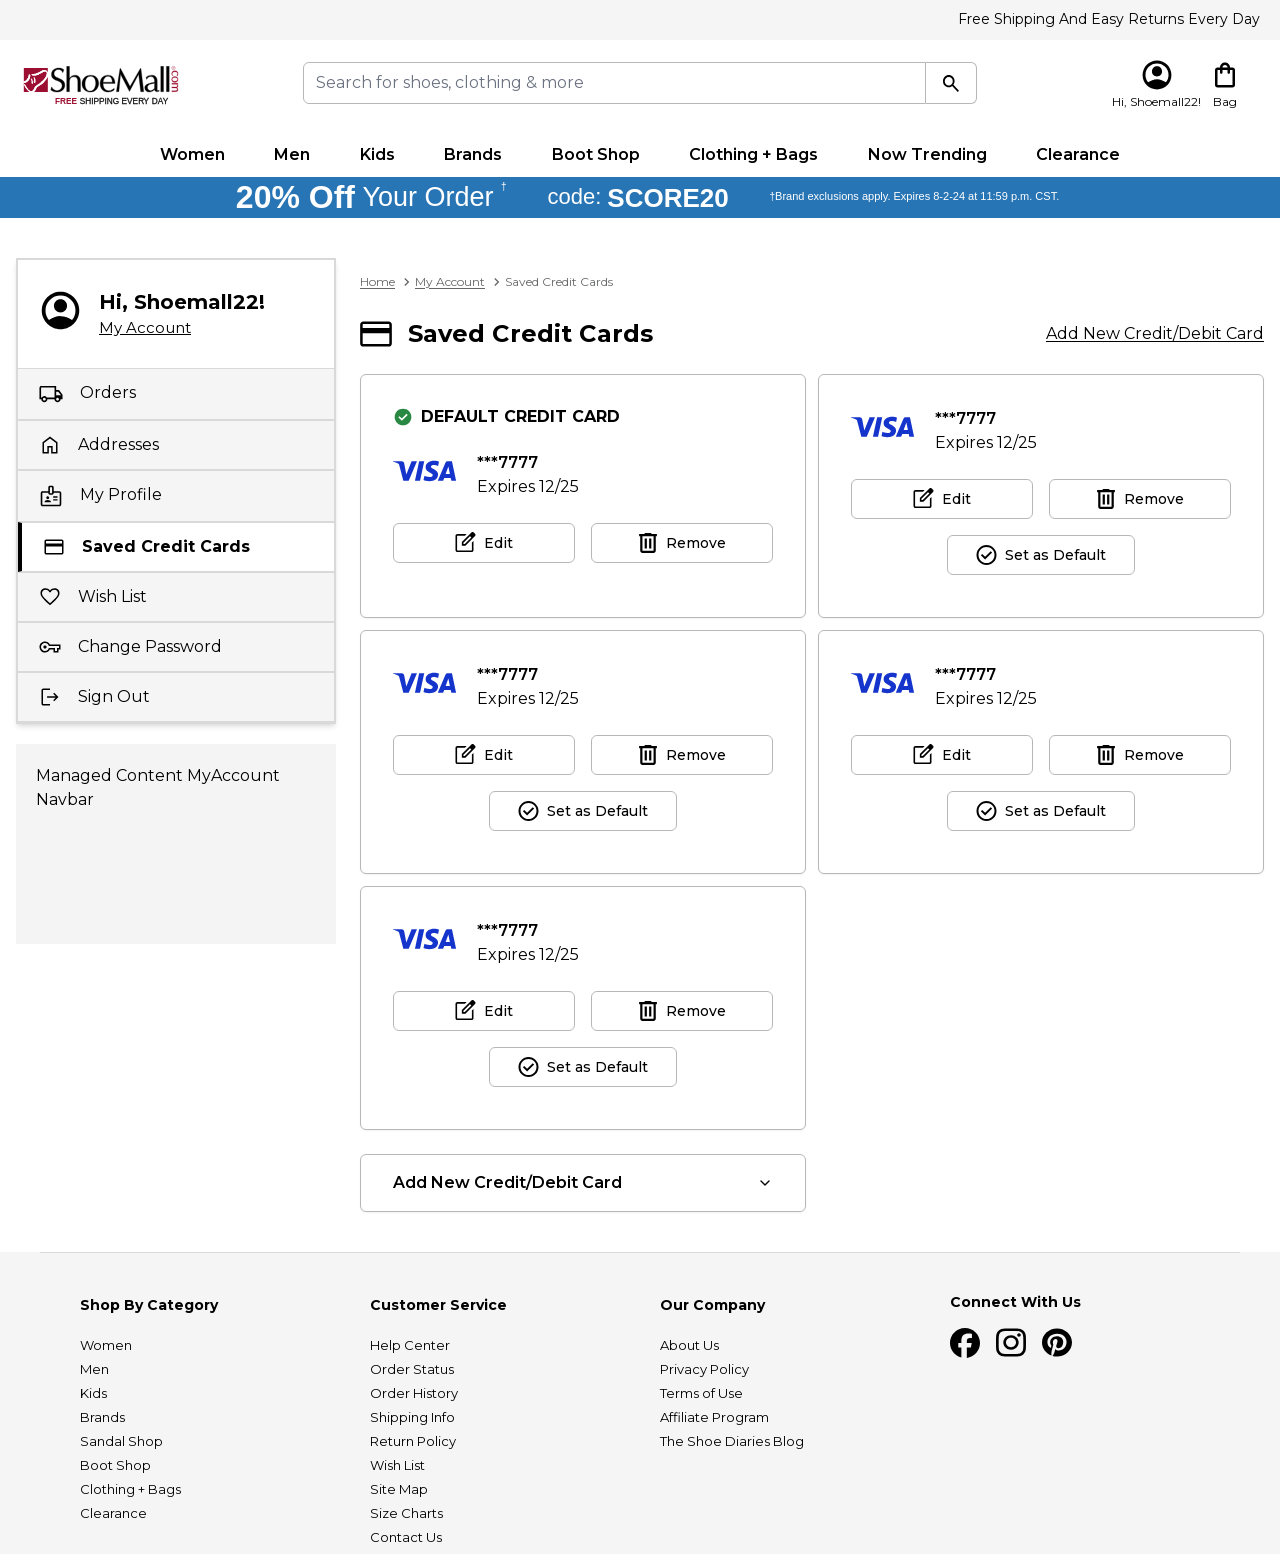 Free Shipping And Easy Returns Every Day
ShoeMall.com
FREE SHIPPING EVERY DAY
Search for shoes, clothing & more
Hi, Shoemall22!
Bag
Women Men Kids Brands Boot Shop Clothing + Bags Now Trending Clearance
20% Off Your Order † code: SCORE20 †Brand exclusions apply. Expires 8-2-24 at 11:59 p.m. CST.
Hi, Shoemall22!
My Account
Orders
Addresses
My Profile
Saved Credit Cards
Wish List
Change Password
Sign Out
Managed Content MyAccount
Navbar
Home > My Account > Saved Credit Cards
Saved Credit Cards
Add New Credit/Debit Card
DEFAULT CREDIT CARD
VISA ***7777
Expires 12/25
Edit Remove
VISA ***7777
Expires 12/25
Edit Remove
Set as Default
VISA ***7777
Expires 12/25
Edit Remove
Set as Default
VISA ***7777
Expires 12/25
Edit Remove
Set as Default
VISA ***7777
Expires 12/25
Edit Remove
Set as Default
Add New Credit/Debit Card
Shop By Category
Women
Men
Kids
Brands
Sandal Shop
Boot Shop
Clothing + Bags
Clearance
Customer Service
Help Center
Order Status
Order History
Shipping Info
Return Policy
Wish List
Site Map
Size Charts
Contact Us
Our Company
About Us
Privacy Policy
Terms of Use
Affiliate Program
The Shoe Diaries Blog
Connect With Us